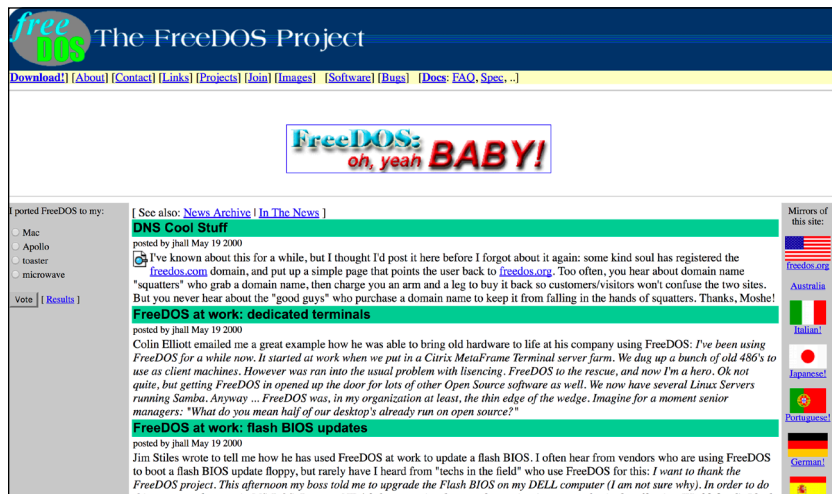 free
DOS
The FreeDOS Project
Download!] [About] [Contact] [Links] [Projects] [Join] [Images] [Software] [Bugs] [Docs: FAQ, Spec, ..]
FreeDOS:
oh, yeah BABY!
I ported FreeDOS to my:
Mac
Apollo
toaster
microwave
Vote [ Results ]
[ See also: News Archive | In The News ]
DNS Cool Stuff
posted by jhall May 19 2000
I've known about this for a while, but I thought I'd post it here before I forgot about it again: some kind soul has registered the
freedos.com domain, and put up a simple page that points the user back to freedos.org. Too often, you hear about domain name
"squatters" who grab a domain name, then charge you an arm and a leg to buy it back so customers/visitors won't confuse the two sites.
But you never hear about the "good guys" who purchase a domain name to keep it from falling in the hands of squatters. Thanks, Moshe!
FreeDOS at work: dedicated terminals
posted by jhall May 19 2000
Colin Elliott emailed me a great example how he was able to bring old hardware to life at his company using FreeDOS: I've been using
FreeDOS for a while now. It started at work when we put in a Citrix MetaFrame Terminal server farm. We dug up a bunch of old 486's to
use as client machines. However was ran into the usual problem with lisencing. FreeDOS to the rescue, and now I'm a hero. Ok not
quite, but getting FreeDOS in opened up the door for lots of other Open Source software as well. We now have several Linux Servers
running Samba. Anyway ... FreeDOS was, in my organization at least, the thin edge of the wedge. Imagine for a moment senior
managers: "What do you mean half of our desktop's already run on open source?"
FreeDOS at work: flash BIOS updates
posted by jhall May 19 2000
Jim Stiles wrote to tell me how he has used FreeDOS at work to update a flash BIOS. I often hear from vendors who are using FreeDOS
to boot a flash BIOS update floppy, but rarely have I heard from "techs in the field" who use FreeDOS for this: I want to thank the
FreeDOS project. This afternoon my boss told me to upgrade the Flash BIOS on my DELL computer (I am not sure why). In order to do
Mirrors of
this site:
freedos.org
Australia
Italian!
Japanese!
Portuguese!
German!